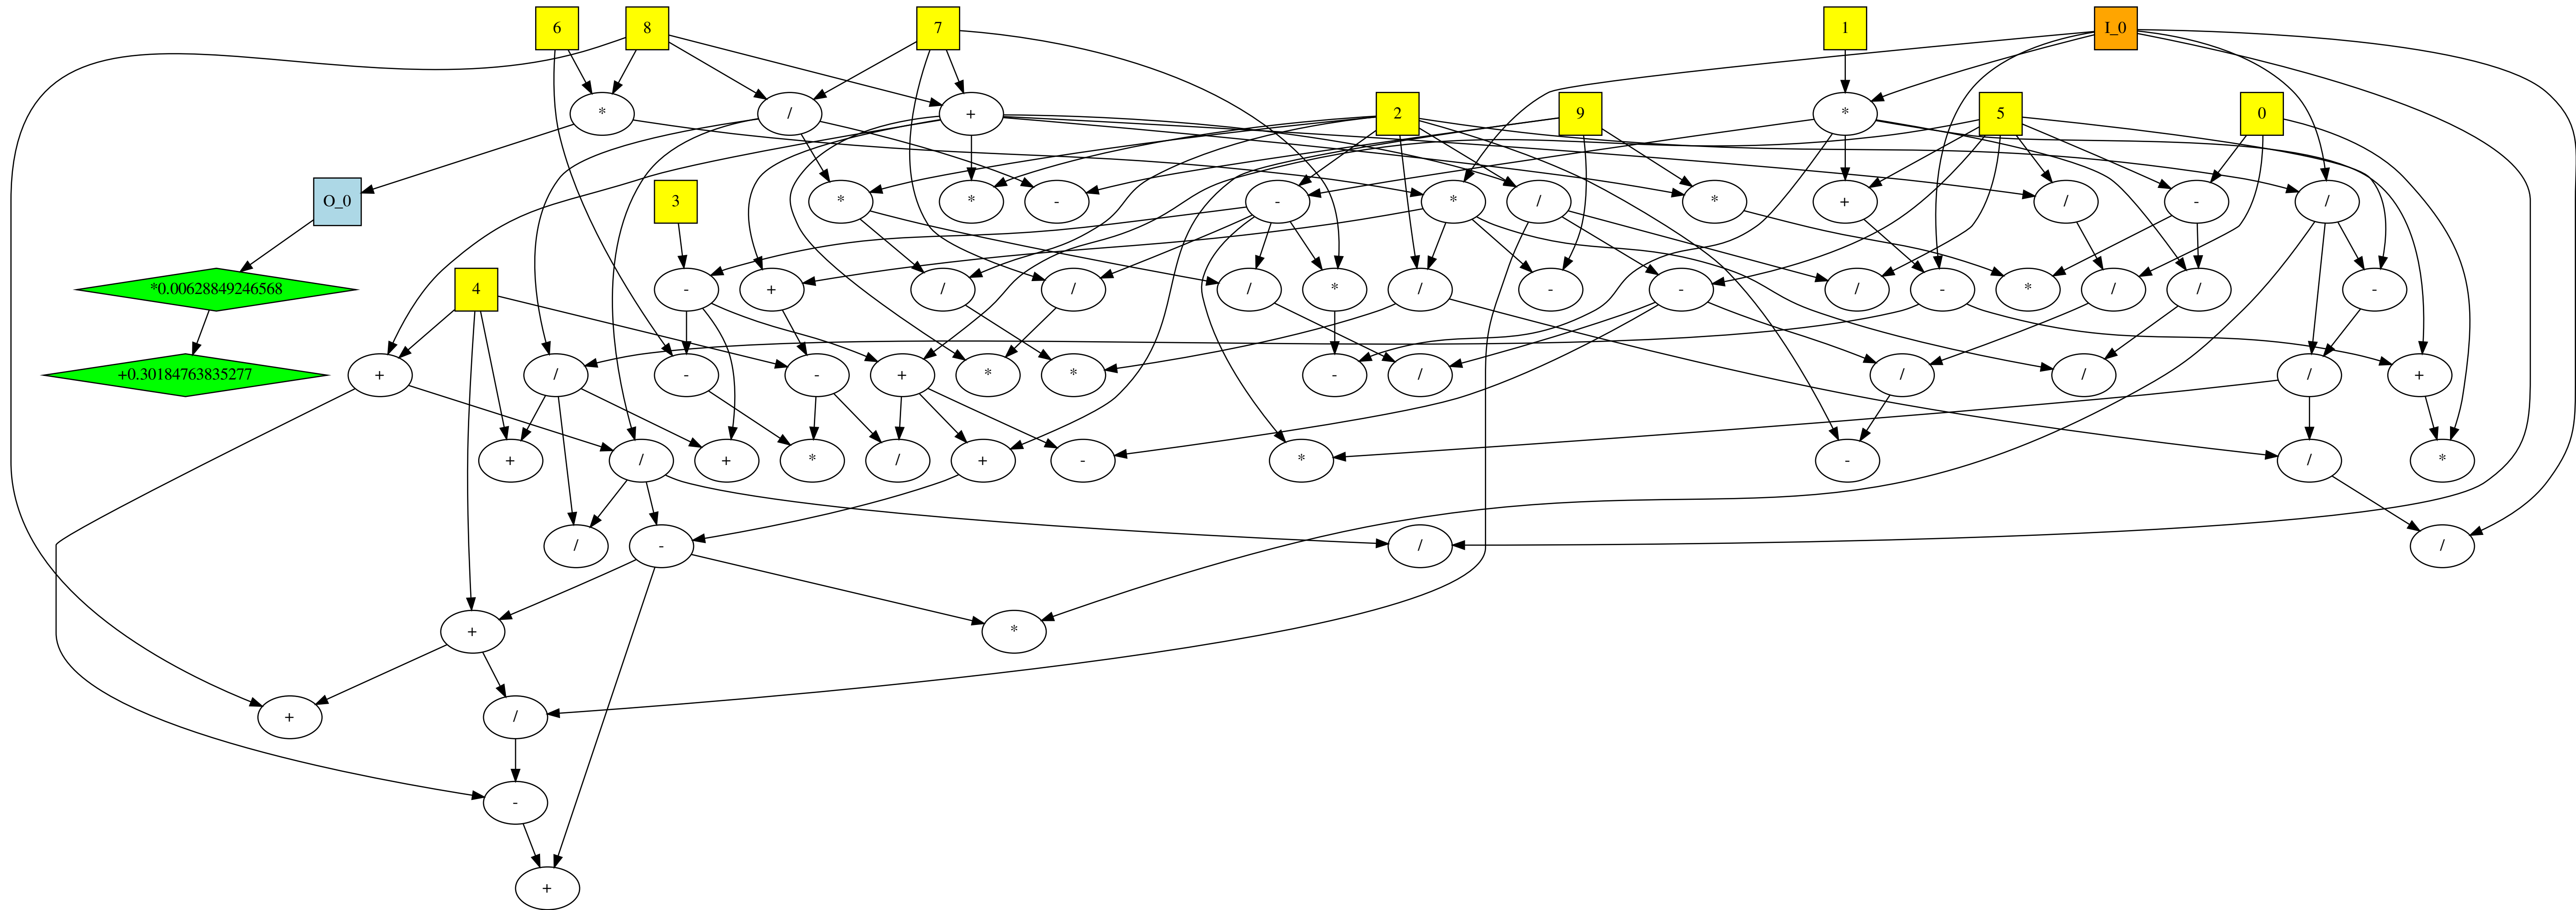 6 8 7 1 I_0
* / + 2 9 * 5 0
O_0 3 * * - - * / * + / - /
*0.00628849246568 4 - + / / / * / - - / - * / / -
+0.30184763835277 + / - - + * * - / / / / +
+ / + * / + - * - / *
/ - / /
+ *
+ /
-
+